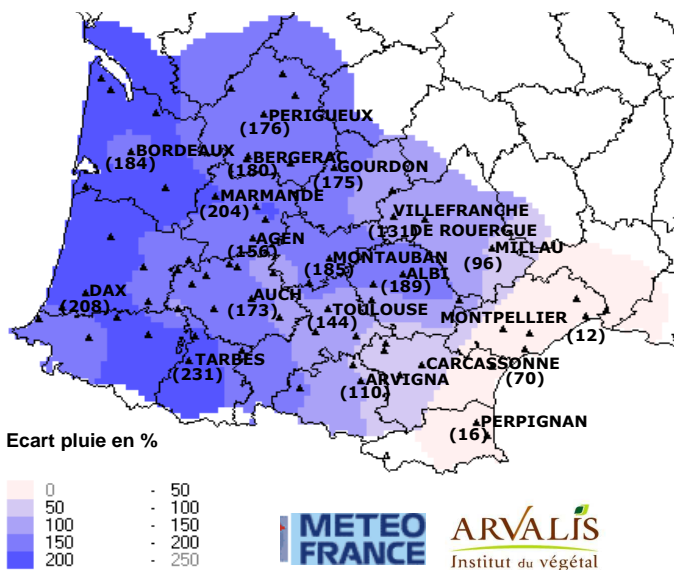 PERIGUEUX
(176)
BORDEAUX
(184)
BERGERAC
(180)
GOURDON
(175)
MARMANDE
(204)
VILLEFRANCHE
(131) DE ROUERGUE
AGEN
(156)
MONTAUBAN
(185)
MILLAU
(96)
ALBI
(189)
DAX
(208)
AUCH
(173)
TOULOUSE
(144)
MONTPELLIER
(12)
TARBES
(231)
CARCASSONNE
(70)
ARVIGNA
(110)
PERPIGNAN
(16)
Ecart pluie en %
0 - 50
50 - 100
100 - 150
150 - 200
200 - 250
METEO
FRANCE
ARVALIS
Institut du végétal